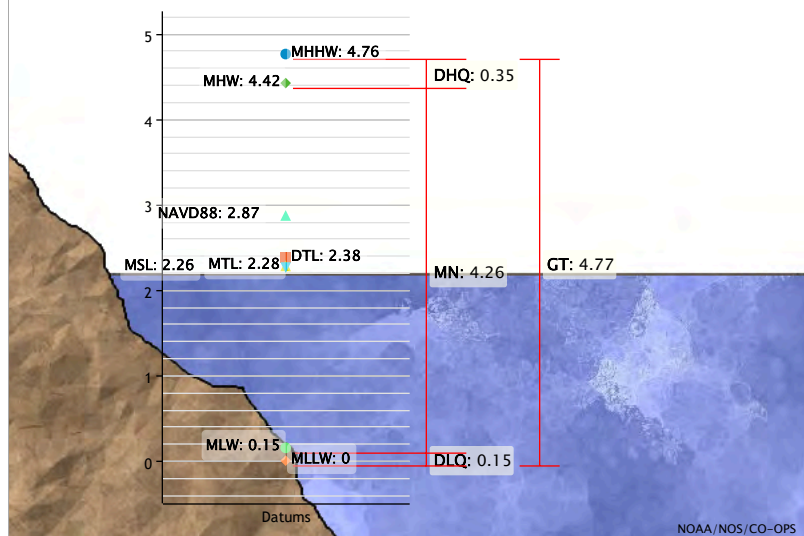 5
MHHW: 4.76
DHQ: 0.35
MHW: 4.42
4
3
NAVD88: 2.87
DTL: 2.38
MSL: 2.26
MTL: 2.28
MN: 4.26
GT: 4.77
2
1
MLW: 0.15
0
MLLW: 0
DLQ: 0.15
Datums
NOAA/NOS/CO-OPS